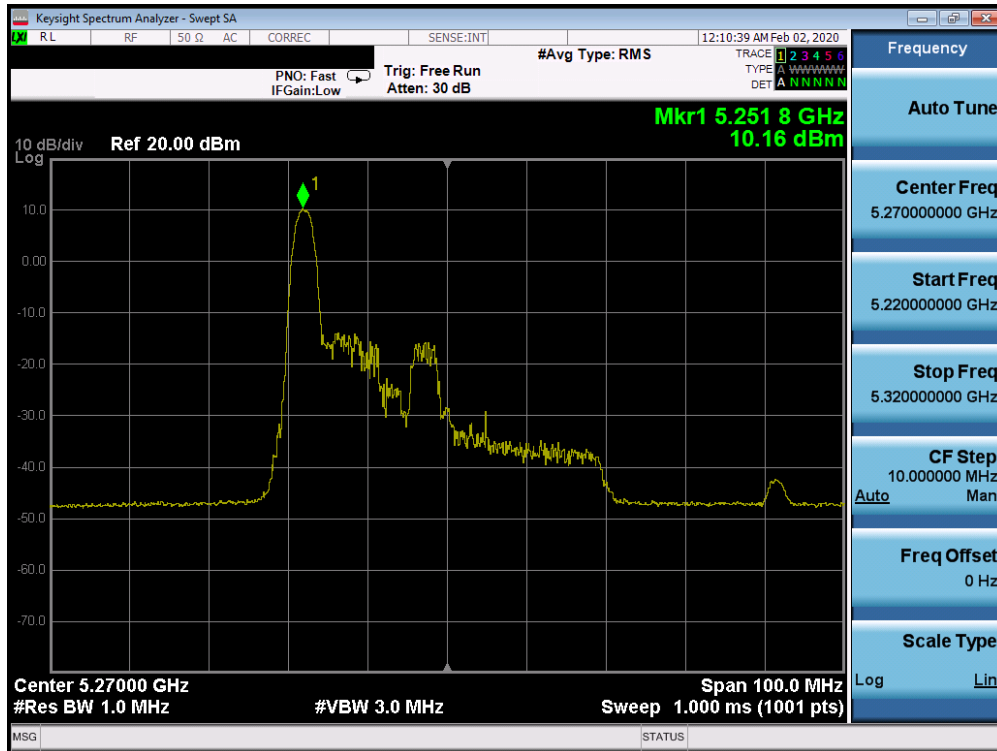 Keysight Spectrum Analyzer - Swept SA
LXI RL RF 50 Ω AC CORREC SENSE:INT 12:10:39 AM Feb 02, 2020
#Avg Type: RMS
TRACE 1 2 3 4 5 6
TYPE A WWWWW
DET A N N N N N
PNO: Fast
IFGain:Low
Trig: Free Run
Atten: 30 dB
Mkr1 5.251 8 GHz
10.16 dBm
10 dB/div Ref 20.00 dBm
Log
1
10.0
0.00
-10.0
-20.0
-30.0
-40.0
-50.0
-60.0
-70.0
Center 5.27000 GHz Span 100.0 MHz
#Res BW 1.0 MHz #VBW 3.0 MHz Sweep 1.000 ms (1001 pts)
MSG STATUS
Frequency
Auto Tune
Center Freq
5.270000000 GHz
Start Freq
5.220000000 GHz
Stop Freq
5.320000000 GHz
CF Step
10.000000 MHz
Auto Man
Freq Offset
0 Hz
Scale Type
Log Lin